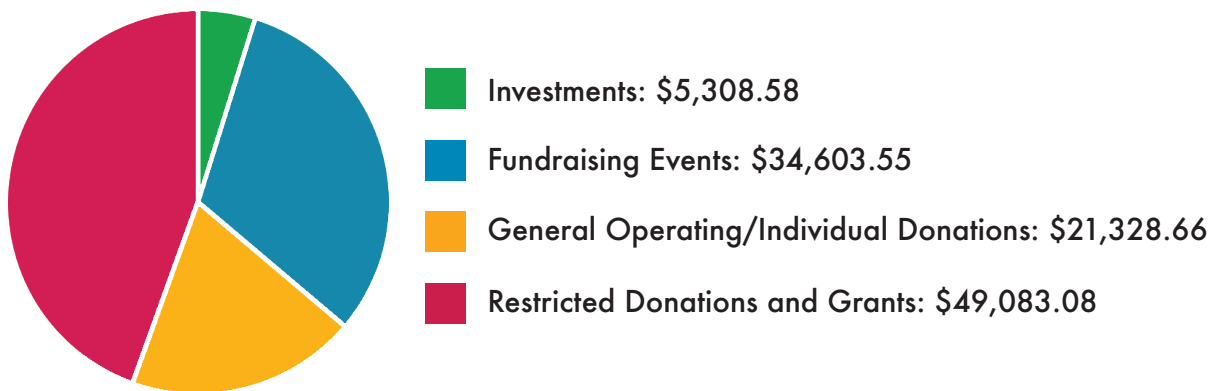 Investments: $5,308.58
Fundraising Events: $34,603.55
General Operating/Individual Donations: $21,328.66
Restricted Donations and Grants: $49,083.08